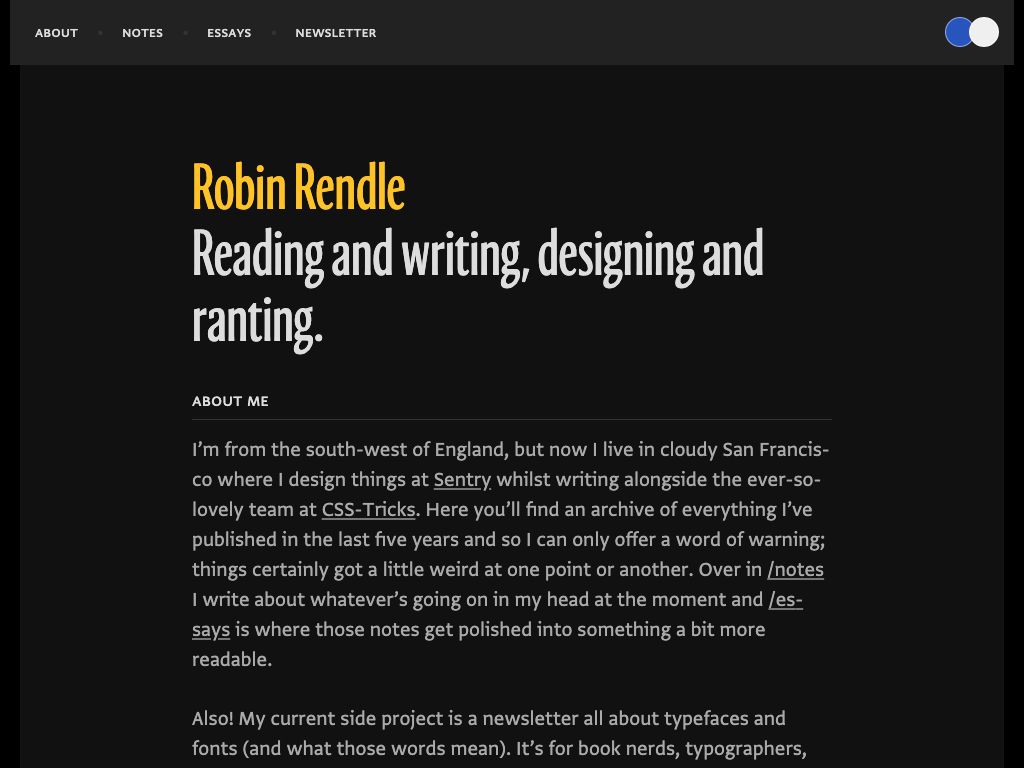 ABOUT • NOTES • ESSAYS • NEWSLETTER
Robin Rendle
Reading and writing, designing and
ranting.
ABOUT ME
I’m from the south-west of England, but now I live in cloudy San Francis-
co where I design things at Sentry whilst writing alongside the ever-so-
lovely team at CSS-Tricks. Here you’ll find an archive of everything I’ve
published in the last five years and so I can only offer a word of warning;
things certainly got a little weird at one point or another. Over in /notes
I write about whatever’s going on in my head at the moment and /es-
says is where those notes get polished into something a bit more
readable.
Also! My current side project is a newsletter all about typefaces and
fonts (and what those words mean). It’s for book nerds, typographers,